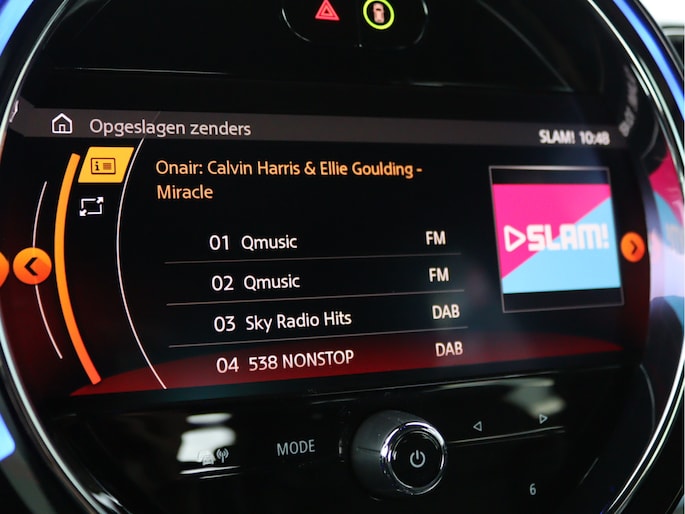 Opgeslagen zenders
SLAM! 10:48
Onair: Calvin Harris & Ellie Goulding -
Miracle
SLAM!
01 Qmusic FM
02 Qmusic FM
03 Sky Radio Hits DAB
04 538 NONSTOP DAB
MODE
6